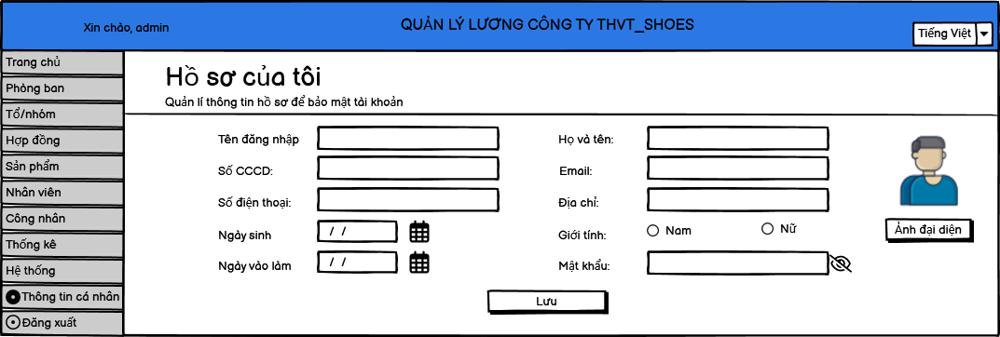 Xin chào, admin
QUẢN LÝ LƯƠNG CÔNG TY THVT_SHOES
Tiếng Việt
Trang chủ
Phòng ban
Tổ/nhóm
Hợp đồng
Sản phẩm
Nhân viên
Công nhân
Thống kê
Hệ thống
Thông tin cá nhân
Đăng xuất
Hồ sơ của tôi
Quản lí thông tin hồ sơ để bảo mật tài khoản
Tên đăng nhập
Họ và tên:
Số CCCD:
Email:
Số điện thoại:
Địa chỉ:
Ngày sinh
/ /
Giới tính:
Nam
Nữ
Ngày vào làm
/ /
Mật khẩu:
Ảnh đại diện
Lưu